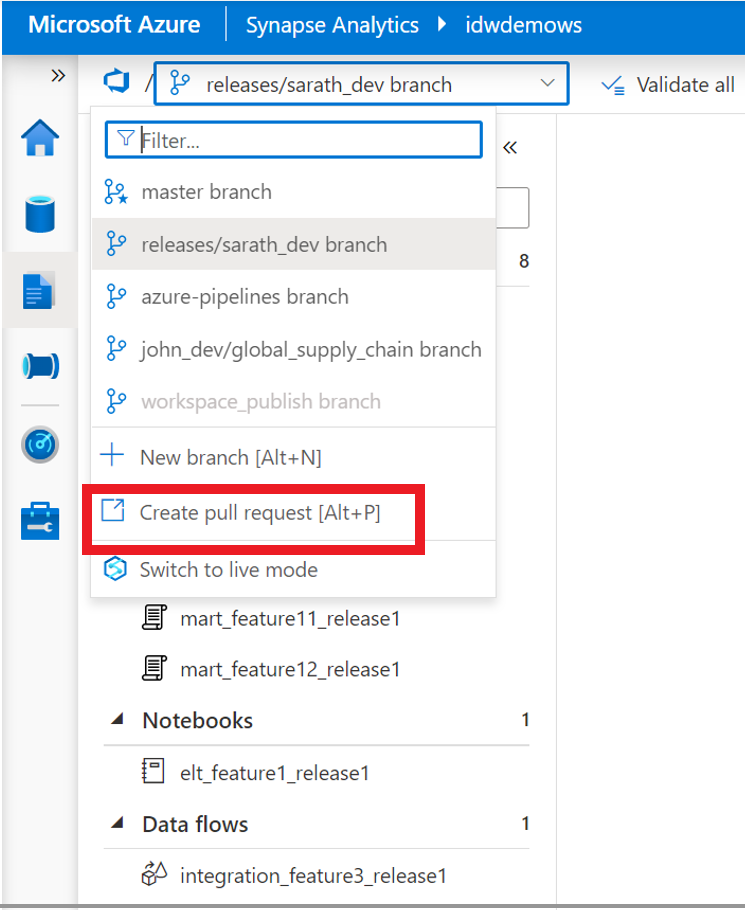 Microsoft Azure Synapse Analytics idwdemows
/ releases/sarath_dev branch Validate all
Filter...
master branch
releases/sarath_dev branch
8
azure-pipelines branch
john_dev/global_supply_chain branch
workspace_publish branch
New branch [Alt+N]
Create pull request [Alt+P]
Switch to live mode
mart_feature11_release1
mart_feature12_release1
Notebooks 1
elt_feature1_release1
Data flows 1
integration_feature3_release1